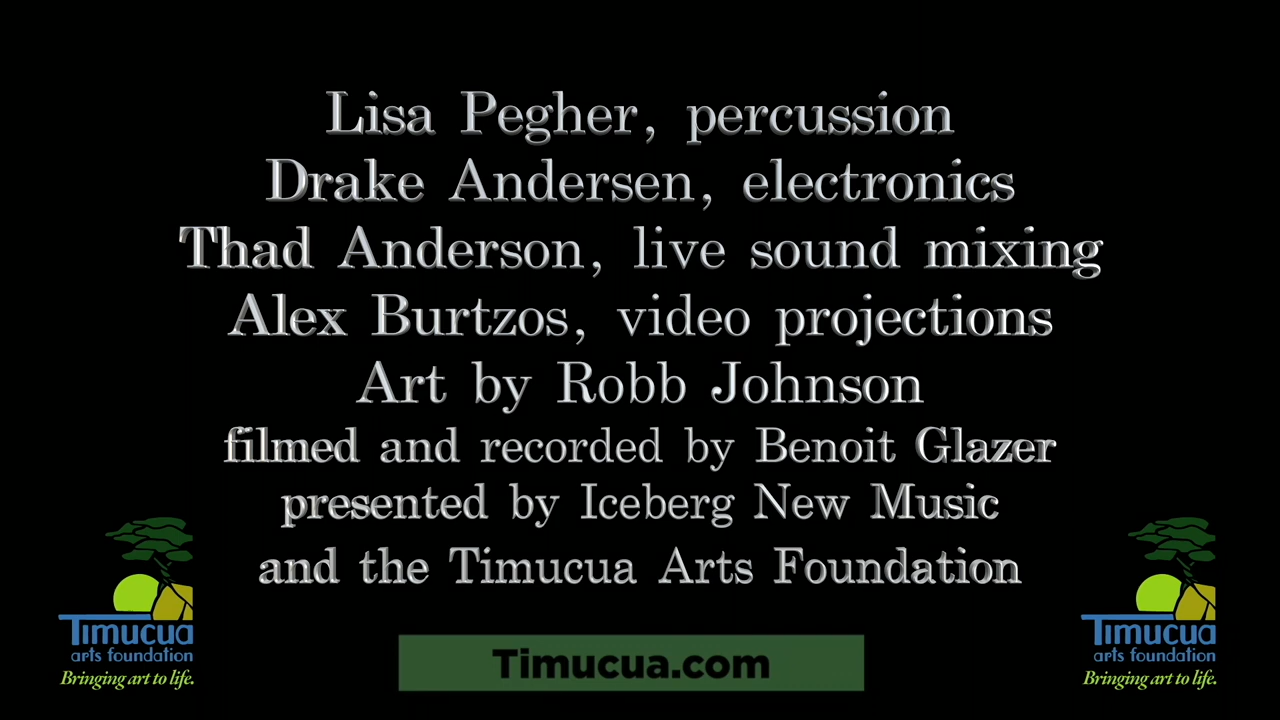 Lisa Pegher, percussion
Drake Andersen, electronics
Thad Anderson, live sound mixing
Alex Burtzos, video projections
Art by Robb Johnson
filmed and recorded by Benoit Glazer
presented by Iceberg New Music
and the Timucua Arts Foundation
Timucua
arts foundation
Bringing art to life.
Timucua
arts foundation
Bringing art to life.
Timucua.com